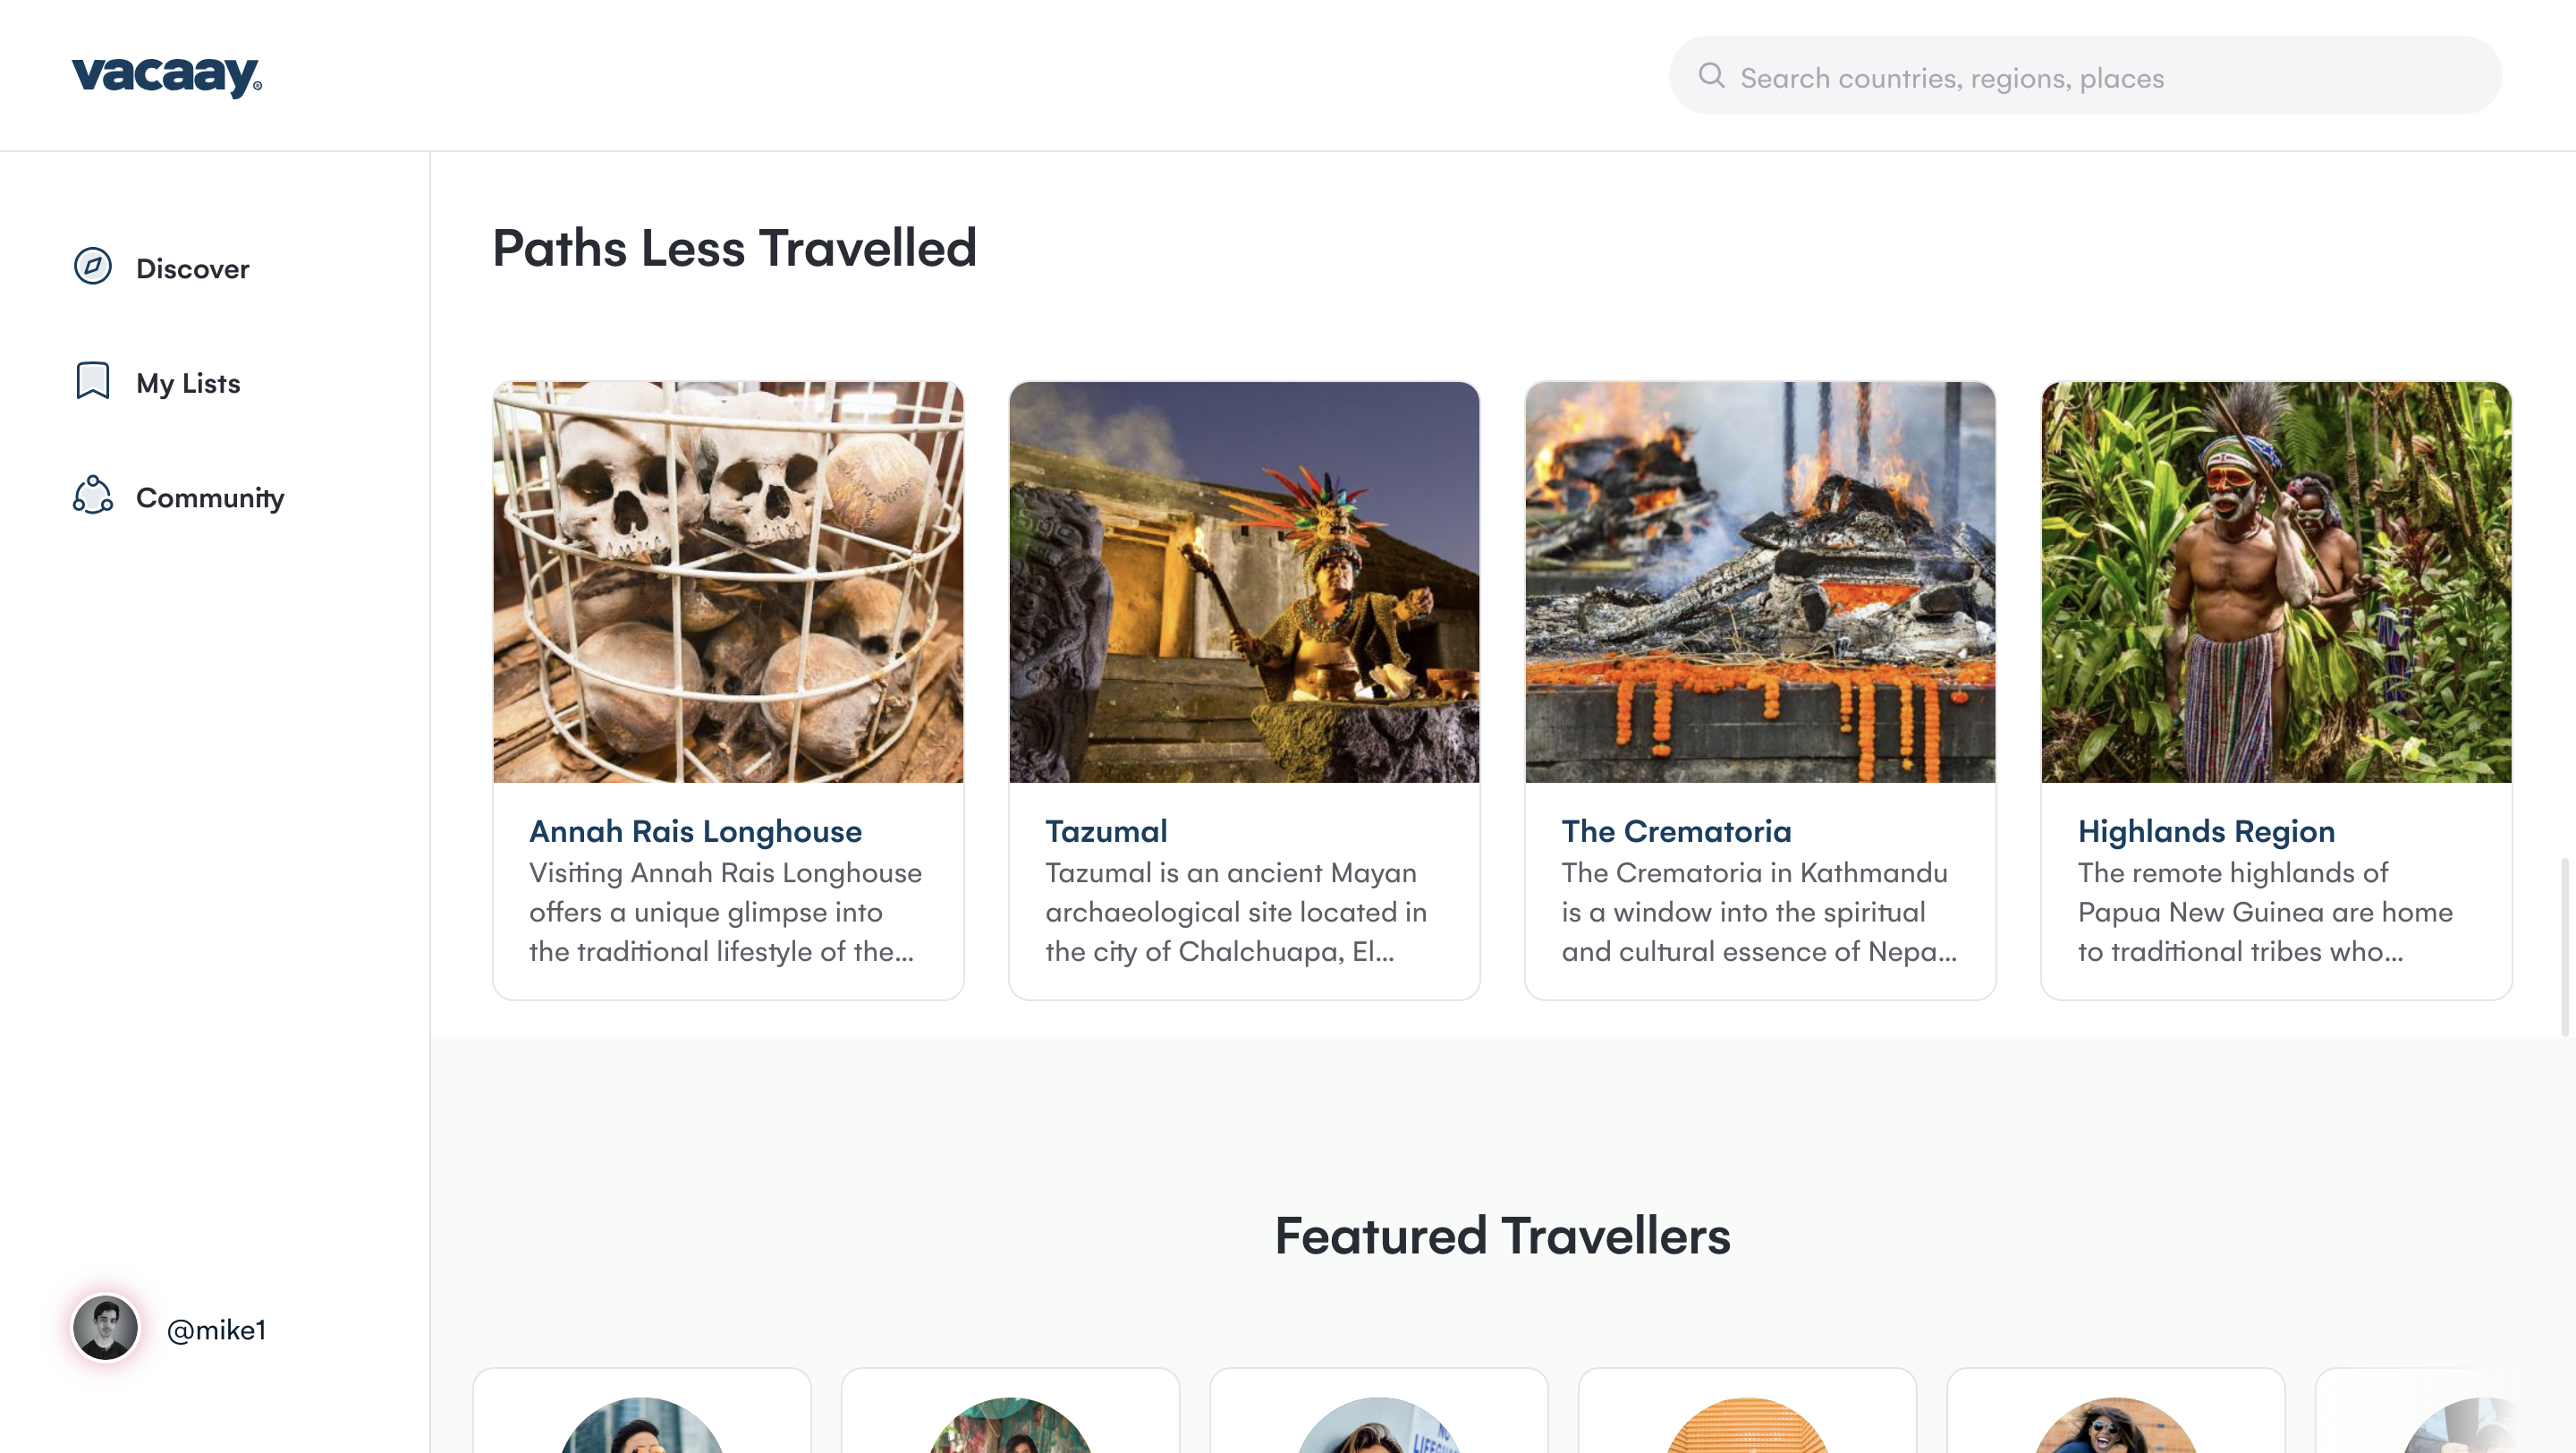 vacaay
Search countries, regions, places
Discover
My Lists
Community
@mike1
Paths Less Travelled
Annah Rais Longhouse
Visiting Annah Rais Longhouse
offers a unique glimpse into
the traditional lifestyle of the...
Tazumal
Tazumal is an ancient Mayan
archaeological site located in
the city of Chalchuapa, El...
The Crematoria
The Crematoria in Kathmandu
is a window into the spiritual
and cultural essence of Nepa...
Highlands Region
The remote highlands of
Papua New Guinea are home
to traditional tribes who...
Featured Travellers